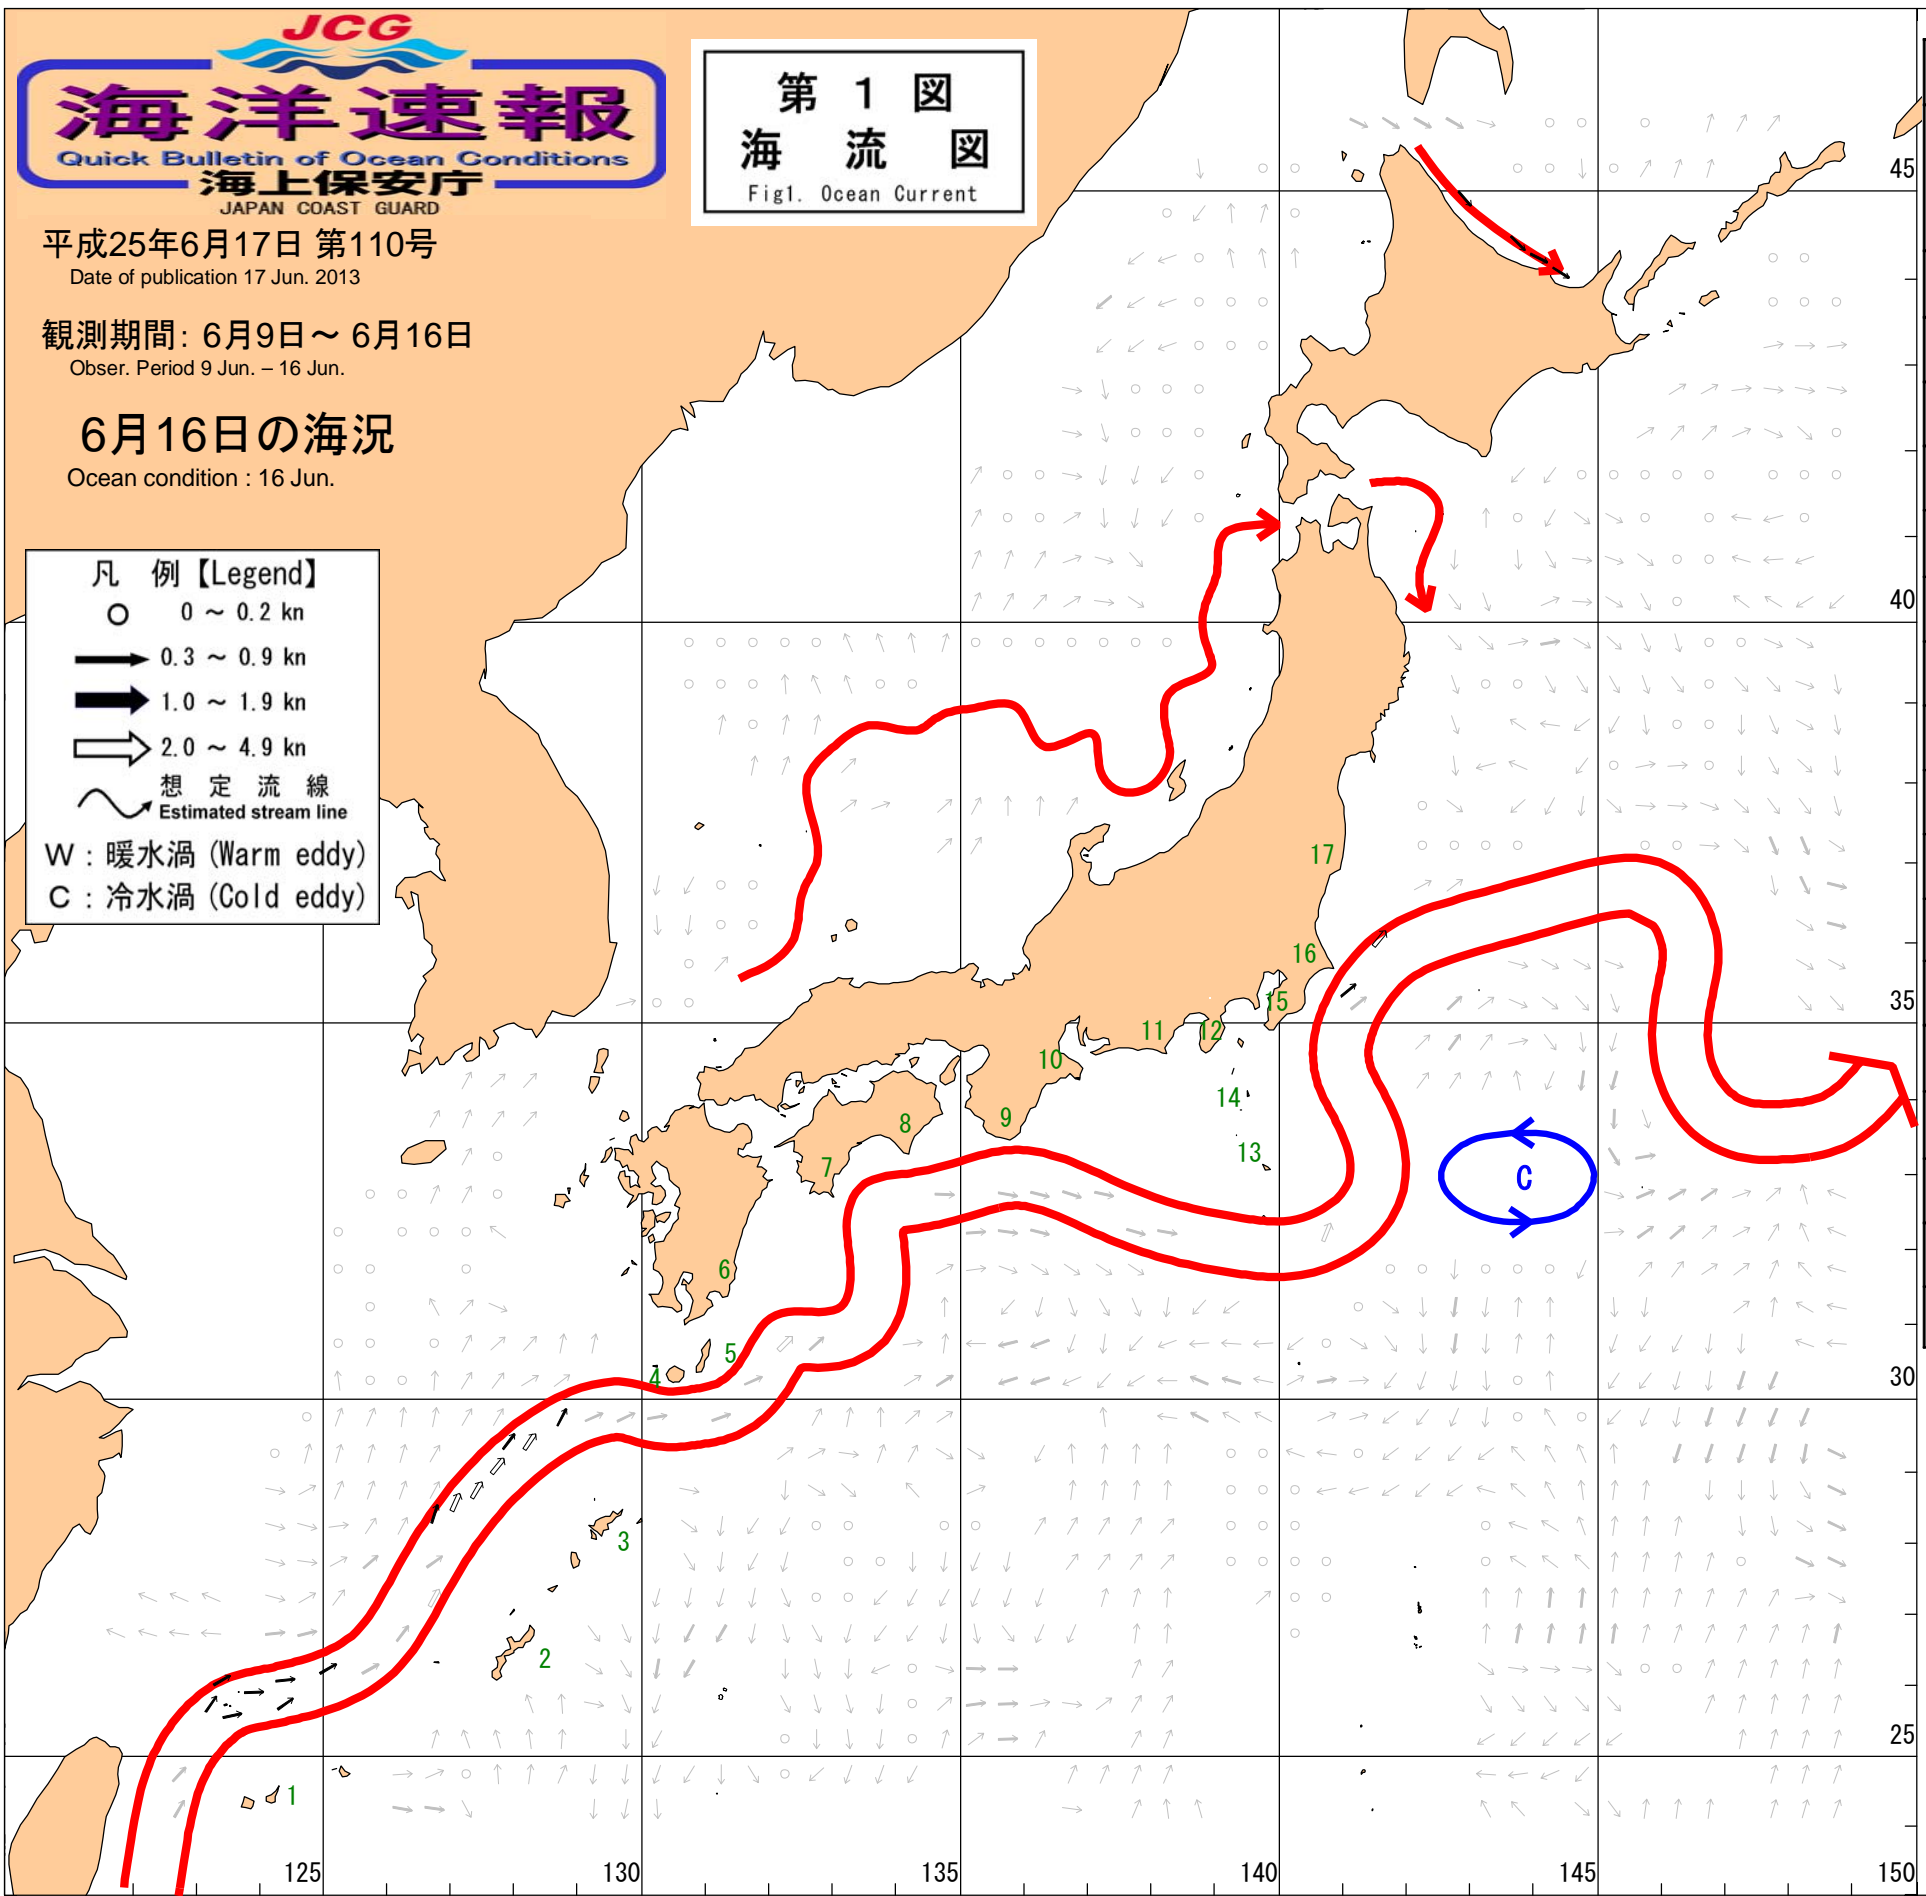 JCG
海洋速報
Quick Bulletin of Ocean Conditions
海上保安庁
JAPAN COAST GUARD
平成25年6月17日 第110号
Date of publication 17 Jun. 2013
観測期間: 6月9日～ 6月16日
Obser. Period 9 Jun. – 16 Jun.
6月16日の海況
Ocean condition : 16 Jun.
第 1 図
海 流 図
Fig1. Ocean Current
凡 例【Legend】
0 ～ 0.2 kn
0.3 ～ 0.9 kn
1.0 ～ 1.9 kn
2.0 ～ 4.9 kn
想 定 流 線
Estimated stream line
W : 暖水渦 (Warm eddy)
C : 冷水渦 (Cold eddy)
45
40
17
16
35
15
12
11
10
14
9
8
13
7
C
6
5
4
30
3
2
25
1
125
130
135
140
145
150